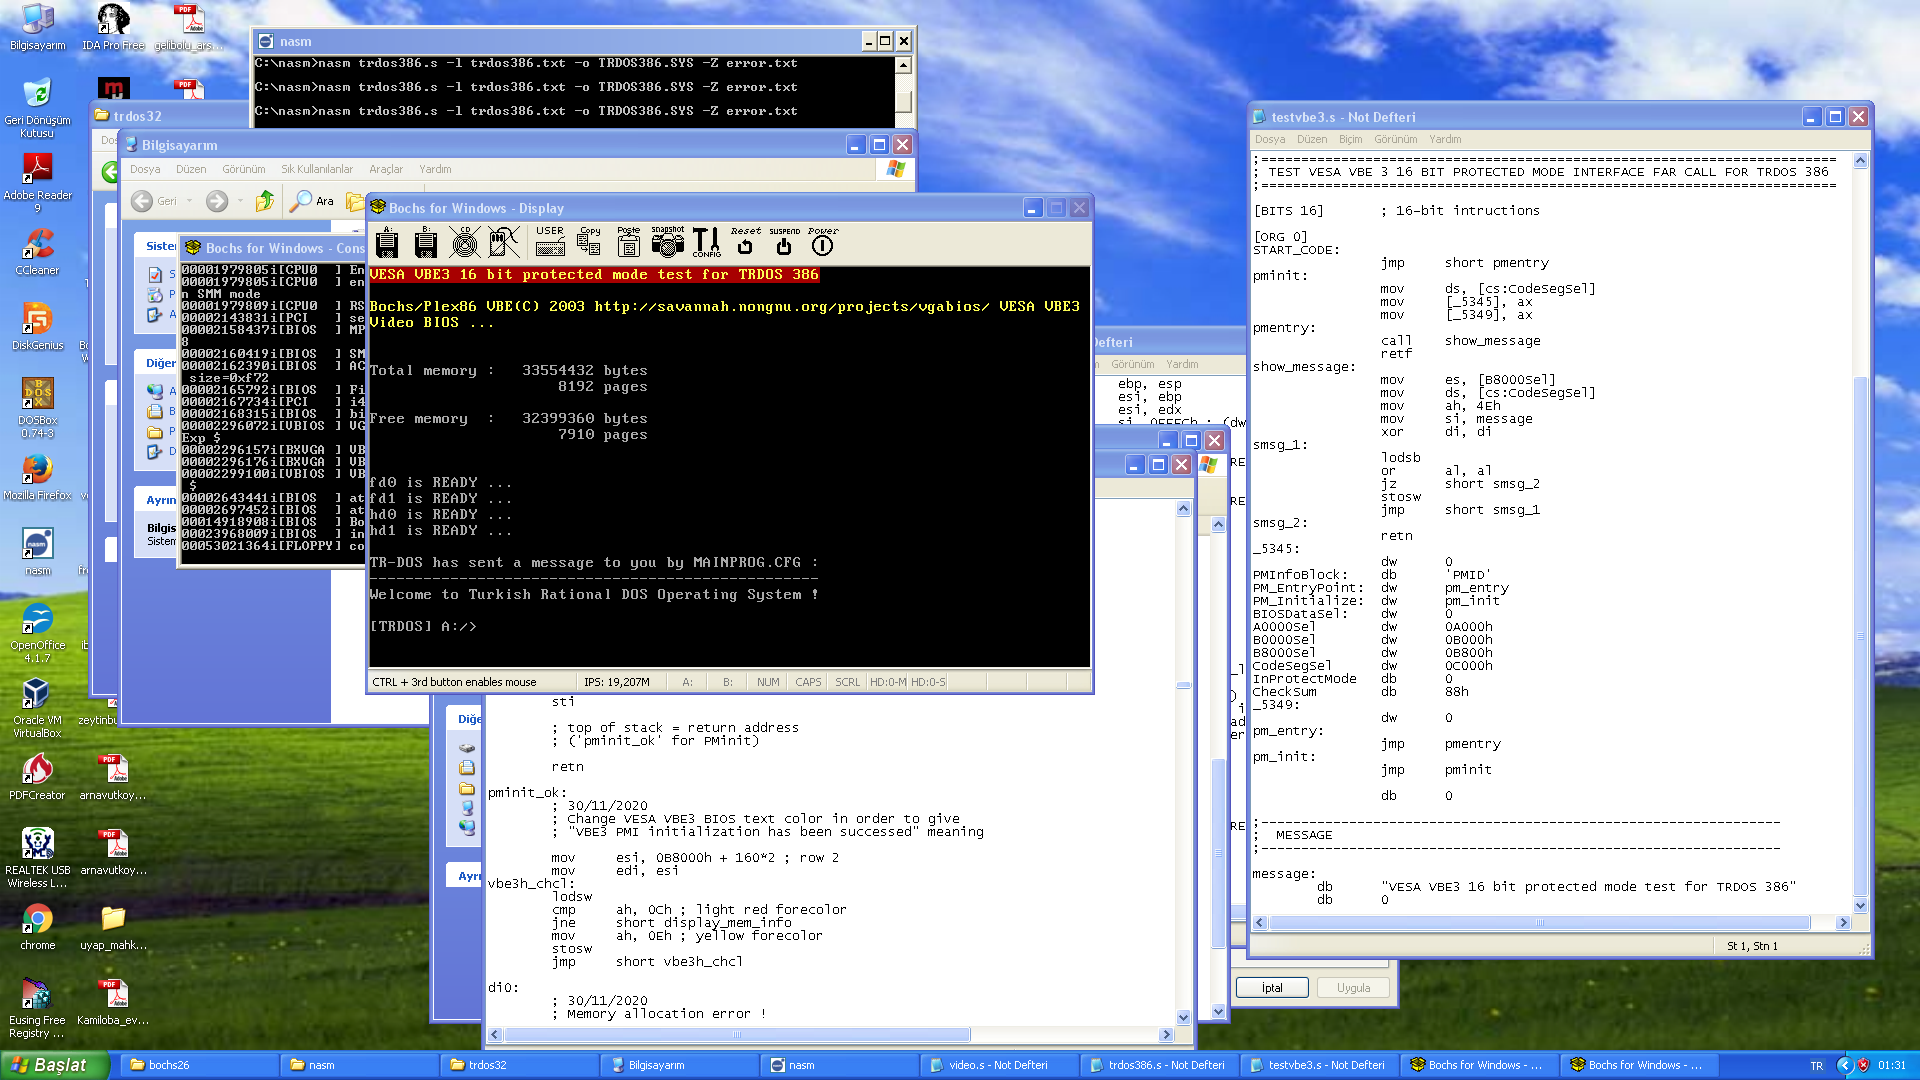 Bilgisayarım
IDA Pro Free
gelibolu_ars...
Geri Dönüşüm
Kutusu
Adobe Reader
9
CCleaner
DiskGenius
DOSBox
0.74-3
Mozilla Firefox
nasm
OpenOffice
4.1.7
Oracle VM
VirtualBox
zeytinbu
PDFCreator
arnavutkoy...
REALTEK USB
Wireless L...
arnavutkoy...
chrome
uyap_mahk...
Eusing Free
Registry ...
Kamiloba_ev...
nasm
C:\nasm>nasm trdos386.s -l trdos386.txt -o TRDOS386.SYS -Z error.txt
C:\nasm>nasm trdos386.s -l trdos386.txt -o TRDOS386.SYS -Z error.txt
C:\nasm>nasm trdos386.s -l trdos386.txt -o TRDOS386.SYS -Z error.txt
trdos32
Bilgisayarım
Dosya Düzen Görünüm Sık Kullanılanlar Araçlar Yardım
Geri Ara
Sistem
Diğer
Ayrın
Bilgis
Sistem
Bochs for Windows - Cons
00001979805i[CPU0 ] En
00001979805i[CPU0 ] en
n SMM mode
00001979809i[CPU0 ] RS
00002143831i[PCI ] se
00002158437i[BIOS ] MP
8
00002160419i[BIOS ] SM
00002162390i[BIOS ] AC
size=0xf72
00002165792i[BIOS ] Fi
00002167734i[PCI ] i4
00002168315i[BIOS ] bi
00002296072i[VBIOS ] VG
Exp $
00002296157i[BXVGA ] VB
00002296176i[BXVGA ] VB
00002299100i[VBIOS ] VB
$
00002643441i[BIOS ] at
00002697452i[BIOS ] at
00014918908i[BIOS ] Bo
00023968009i[BIOS ] in
00053021364i[FLOPPY] co
Bochs for Windows - Display
A: B: CD USER Copy Paste snapshot CONFIG Reset SUSPEND Power
VESA VBE3 16 bit protected mode test for TRDOS 386
Bochs/Plex86 VBE(C) 2003 http://savannah.nongnu.org/projects/vgabios/ VESA VBE3
Video BIOS ...
Total memory : 33554432 bytes
8192 pages
Free memory : 32399360 bytes
7910 pages
fd0 is READY ...
fd1 is READY ...
hd0 is READY ...
hd1 is READY ...
TR-DOS has sent a message to you by MAINPROG.CFG :
--------------------------------------------------
Welcome to Turkish Rational DOS Operating System !
[TRDOS] A:/>
CTRL + 3rd button enables mouse IPS: 19,207M A: B: NUM CAPS SCRL HD:0-M HD:0-S
Defteri
Görünüm Yardım
ebp, esp
esi, ebp
esi, edx
Diğe
Ayrı
sti
; top of stack = return address
; ('pminit_ok' for PMinit)
retn
pminit_ok:
; 30/11/2020
; Change VESA VBE3 BIOS text color in order to give
; "VBE3 PMI initialization has been successed" meaning
mov esi, 0B8000h + 160*2 ; row 2
mov edi, esi
vbe3h_chcl:
lodsw
cmp ah, 0Ch ; light red forecolor
jne short display_mem_info
mov ah, 0Eh ; yellow forecolor
stosw
jmp short vbe3h_chcl
di0:
; 30/11/2020
; Memory allocation error !
İptal Uygula
testvbe3.s - Not Defteri
Dosya Düzen Biçim Görünüm Yardım
;========================================================================
; TEST VESA VBE 3 16 BIT PROTECTED MODE INTERFACE FAR CALL FOR TRDOS 386
;========================================================================
[BITS 16] ; 16-bit intructions
[ORG 0]
START_CODE:
jmp short pmentry
pminit:
mov ds, [cs:CodeSegSel]
mov [_5345], ax
mov [_5349], ax
pmentry:
call show_message
retf
show_message:
mov es, [B8000Sel]
mov ds, [cs:CodeSegSel]
mov ah, 4Eh
mov si, message
xor di, di
smsg_1:
lodsb
or al, al
jz short smsg_2
stosw
jmp short smsg_1
smsg_2:
retn
_5345:
dw 0
PMInfoBlock: db 'PMID'
PM_EntryPoint: dw pm_entry
PM_Initialize: dw pm_init
BIOSDataSel: dw 0
A0000Sel dw 0A000h
B0000Sel dw 0B000h
B8000Sel dw 0B800h
CodeSegSel dw 0C000h
InProtectMode db 0
CheckSum db 88h
_5349:
dw 0
pm_entry:
jmp pmentry
pm_init:
jmp pminit
db 0
;-----------------------------------------------------------------
; MESSAGE
;-----------------------------------------------------------------
message:
db "VESA VBE3 16 bit protected mode test for TRDOS 386"
db 0
St 1, Stn 1
Başlat bochs26 nasm trdos32 Bilgisayarım nasm video.s - Not Defteri trdos386.s - Not Defteri testvbe3.s - Not Defteri Bochs for Windows - ... Bochs for Windows - ... TR 01:31